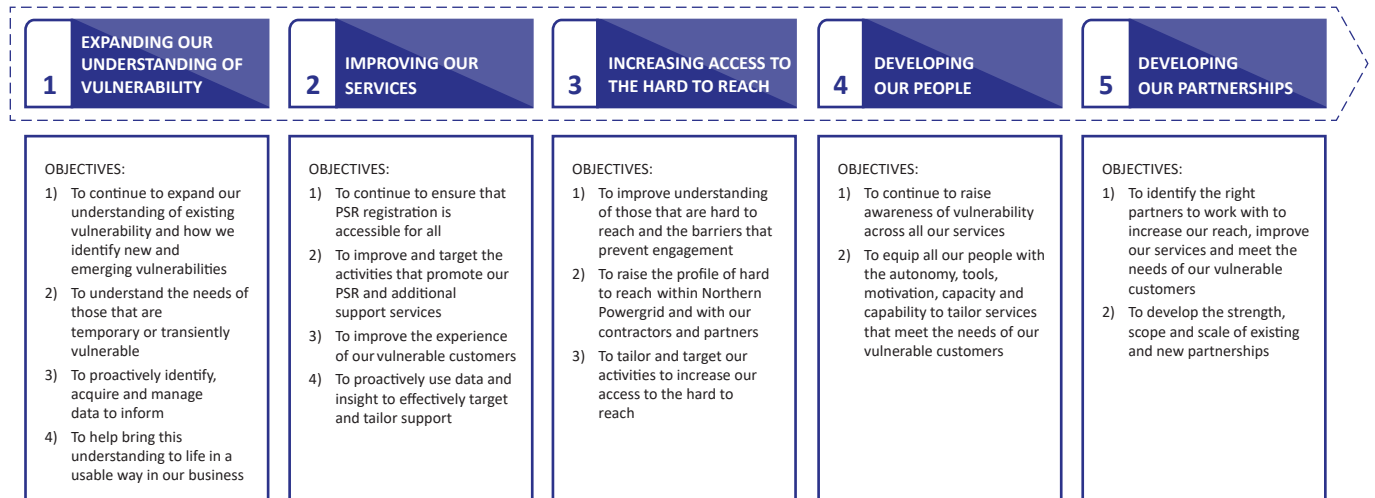 1
EXPANDING OUR
UNDERSTANDING OF
VULNERABILITY
2
IMPROVING OUR
SERVICES
3
INCREASING ACCESS TO
THE HARD TO REACH
4
DEVELOPING
OUR PEOPLE
5
DEVELOPING
OUR PARTNERSHIPS
OBJECTIVES:
1) To continue to expand our
understanding of existing
vulnerability and how we
identify new and
emerging vulnerabilities
2) To understand the needs of
those that are
temporary or transiently
vulnerable
3) To proactively identify,
acquire and manage
data to inform
4) To help bring this
understanding to life in a
usable way in our business
OBJECTIVES:
1) To continue to ensure that
PSR registration is
accessible for all
2) To improve and target the
activities that promote our
PSR and additional
support services
3) To improve the experience
of our vulnerable customers
4) To proactively use data and
insight to effectively target
and tailor support
OBJECTIVES:
1) To improve understanding
of those that are hard to
reach and the barriers that
prevent engagement
2) To raise the profile of hard
to reach within Northern
Powergrid and with our
contractors and partners
3) To tailor and target our
activities to increase our
access to the hard to
reach
OBJECTIVES:
1) To continue to raise
awareness of vulnerability
across all our services
2) To equip all our people with
the autonomy, tools,
motivation, capacity and
capability to tailor services
that meet the needs of our
vulnerable customers
OBJECTIVES:
1) To identify the right
partners to work with to
increase our reach, improve
our services and meet the
needs of our vulnerable
customers
2) To develop the strength,
scope and scale of existing
and new partnerships